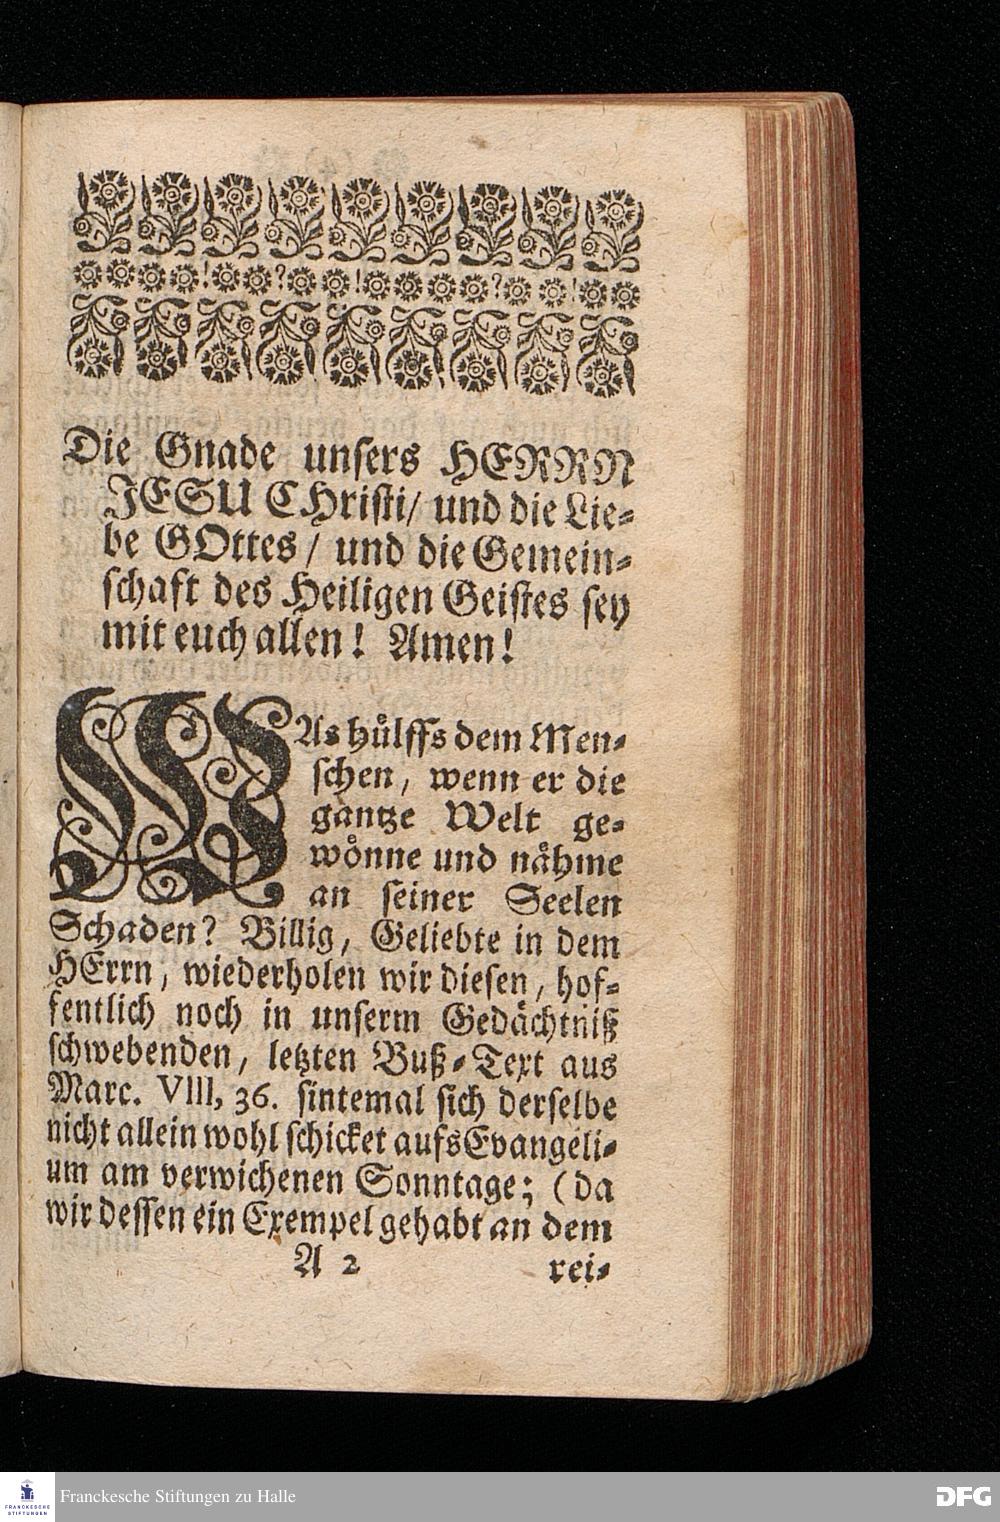 Die Gnade unsers HERRN
JESU CHristi/ und die Lie-
be GOttes / und die Gemein-
schaft des Heiligen Geistes sey
mit euch allen! Amen!
WAs hülffs dem Men-
schen, wenn er die
gäntze Welt ge-
wönne und nähme
an seiner Seelen
Schaden? Billig, Geliebte in dem
HErrn, wiederholen wir diesen, hof-
fentlich noch in unserm Gedächtniß
schwebenden, letzten Buß-Text aus
Marc. VIII, 36. sintemal sich derselbe
nicht allein wohl schicket aufs Evangeli-
um am verwichenen Sonntage; (da
wir dessen ein Exempel gehabt an dem
A 2 rei-
FRANCKESCHE
STIFTUNGEN
Franckesche Stiftungen zu Halle
DFG